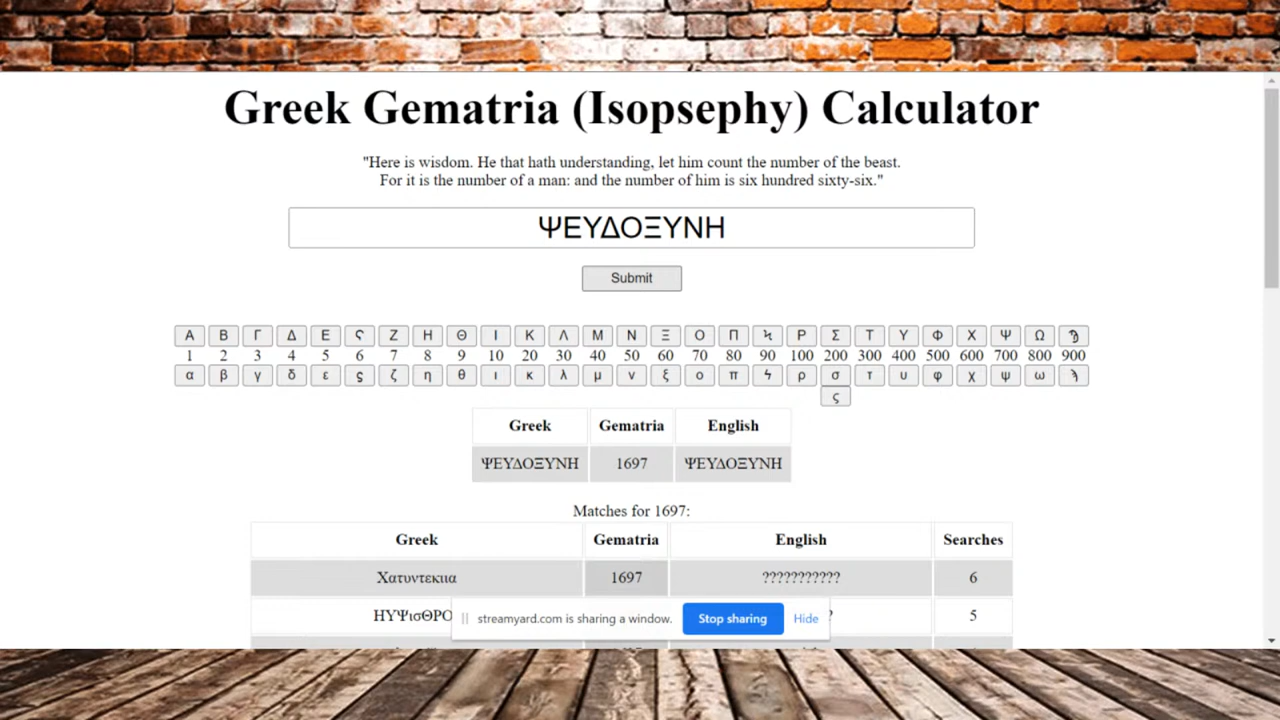 Greek Gematria (Isopsephy) Calculator
"Here is wisdom. He that hath understanding, let him count the number of the beast.
For it is the number of a man: and the number of him is six hundred sixty-six."
ΨΕΥΔΟΞΥΝΗ
Submit
Α Β Γ Δ Ε Ϛ Ζ Η Θ Ι Κ Λ Μ Ν Ξ Ο Π Ϟ Ρ Σ Τ Υ Φ Χ Ψ Ω Ϡ
1 2 3 4 5 6 7 8 9 10 20 30 40 50 60 70 80 90 100 200 300 400 500 600 700 800 900
α β γ δ ε ϛ ζ η θ ι κ λ μ ν ξ ο π ϟ ρ σ τ υ φ χ ψ ω ϡ
ς
Greek Gematria English
ΨΕΥΔΟΞΥΝΗ 1697 ΨΕΥΔΟΞΥΝΗ
Matches for 1697:
Greek Gematria English Searches
Χατυντεκιια 1697 ??????????? 6
ΗΥΨισΘΡΟ ? 5
streamyard.com is sharing a window. Stop sharing Hide